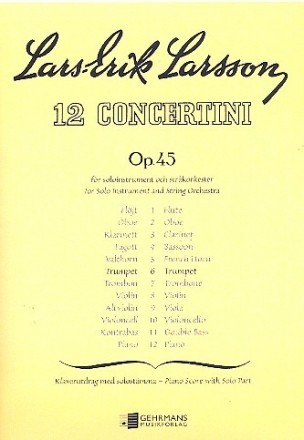 Lars-Erik Larsson
12 CONCERTINI
Op.45
för soloinstrument och stråkorkester
for Solo Instrument and String Orchestra
Flöjt 1 Flute
Oboe 2 Oboe
Klarinett 3 Clarinet
Fagott 4 Bassoon
Valthorn 5 French Horn
Trumpet 6 Trumpet
Trombon 7 Trombone
Violin 8 Violin
Altviolin 9 Viola
Violoncell 10 Violoncello
Kontrabas 11 Double Bass
Piano 12 Piano
Klaverutdrag med solostämma – Piano Score with Solo Part
GEHRMANS
MUSIKFÖRLAG